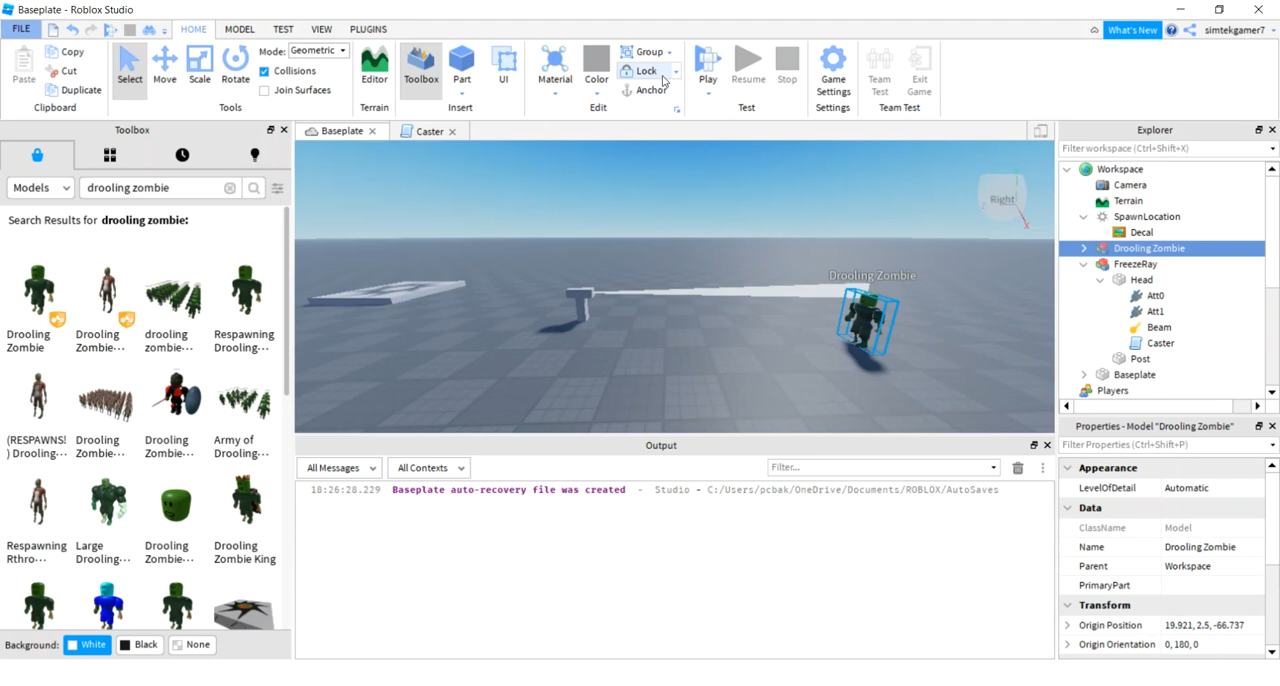 Baseplate - Roblox Studio
FILE HOME MODEL TEST VIEW PLUGINS What's New simtekgamer7
Paste Copy Cut Duplicate Clipboard
Select Move Scale Rotate Mode: Geometric Collisions Join Surfaces Tools
Editor Terrain
Toolbox Part UI Insert
Material Color Group Lock Anchor Edit
Play Resume Stop Test
Game Settings Settings
Team Test Exit Game Team Test
Toolbox
Models drooling zombie
Search Results for drooling zombie:
Drooling Zombie
Drooling Zombie···
drooling zombie···
Respawning Drooling···
(RESPAWNS!) Drooling···
Drooling Zombie···
Drooling Zombie···
Army of Drooling···
Respawning Rthro···
Large Drooling···
Drooling Zombie···
Drooling Zombie King
Background: White Black None
Baseplate Caster
Right
Drooling Zombie
Output
All Messages All Contexts Filter...
18:26:28.229 Baseplate auto-recovery file was created - Studio - C:/Users/pcbak/OneDrive/Documents/ROBLOX/AutoSaves
Explorer
Filter workspace (Ctrl+Shift+X)
Workspace
Camera
Terrain
SpawnLocation
Decal
Drooling Zombie
FreezeRay
Head
Att0
Att1
Beam
Caster
Post
Baseplate
Players
Properties - Model "Drooling Zombie"
Filter Properties (Ctrl+Shift+P)
Appearance
LevelOfDetail Automatic
Data
ClassName Model
Name Drooling Zombie
Parent Workspace
PrimaryPart
Transform
Origin Position 19.921, 2.5, -66.737
Origin Orientation 0, 180, 0